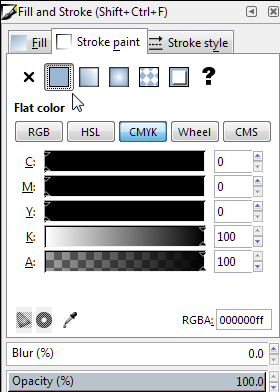 Fill and Stroke (Shift+Ctrl+F)
Fill Stroke paint Stroke style
?
Flat color
RGB HSL CMYK Wheel CMS
C: 0
M: 0
Y: 0
K: 100
A: 100
RGBA: 000000ff
Blur (%) 0.0
Opacity (%) 100.0